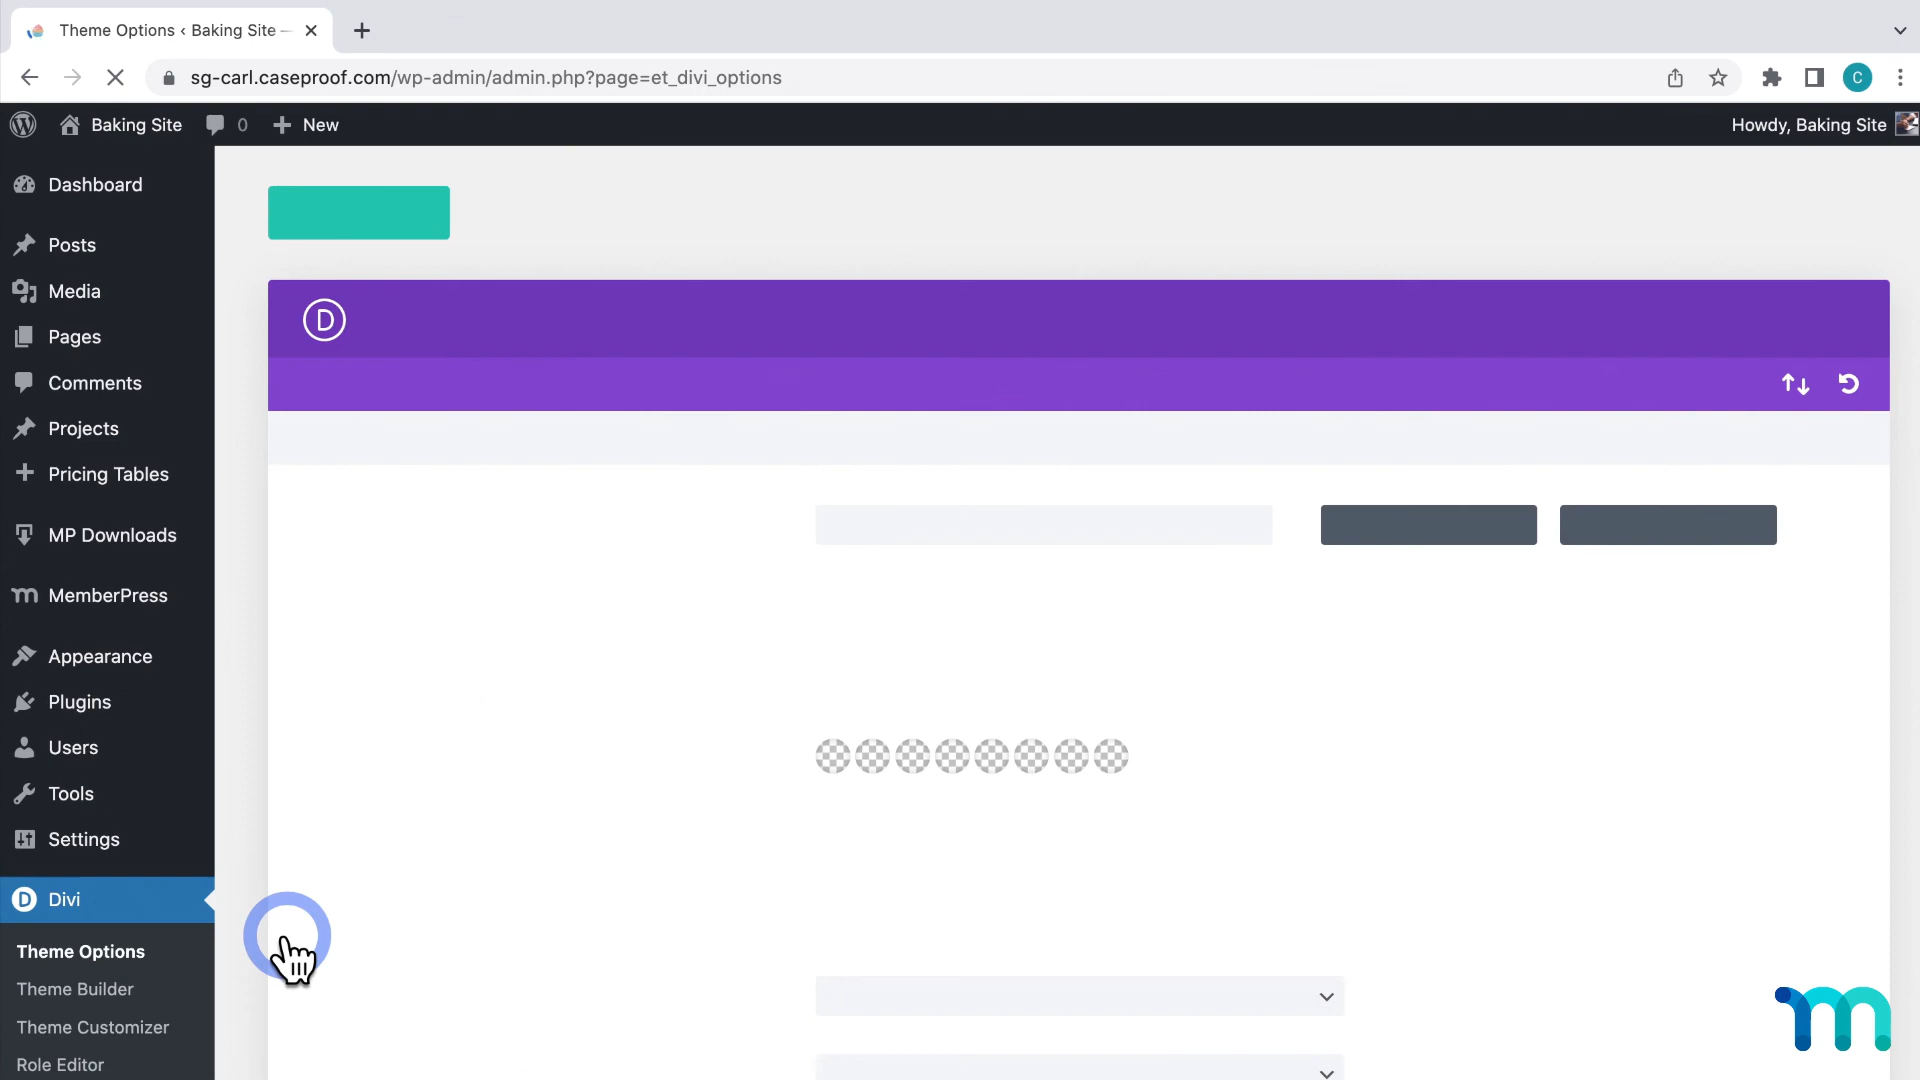 Theme Options ‹ Baking Site —
sg-carl.caseproof.com/wp-admin/admin.php?page=et_divi_options
C
Baking Site
0
New
Howdy, Baking Site
Dashboard
Posts
Media
Pages
Comments
Projects
Pricing Tables
MP Downloads
MemberPress
Appearance
Plugins
Users
Tools
Settings
D
Divi
Theme Options
Theme Builder
Theme Customizer
Role Editor
D
m